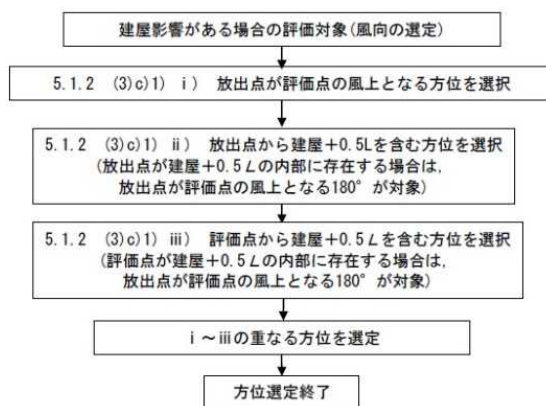 建屋影響がある場合の評価対象(風向の選定)
5.1.2 (3)c)1) ⅰ) 放出点が評価点の風上となる方位を選択
5.1.2 (3)c)1) ⅱ) 放出点から建屋+0.5Lを含む方位を選択
(放出点が建屋+0.5Lの内部に存在する場合は,
放出点が評価点の風上となる180°が対象)
5.1.2 (3)c)1) ⅲ) 評価点から建屋+0.5Lを含む方位を選択
(評価点が建屋+0.5Lの内部に存在する場合は,
放出点が評価点の風上となる180°が対象)
ⅰ~ⅲの重なる方位を選定
方位選定終了